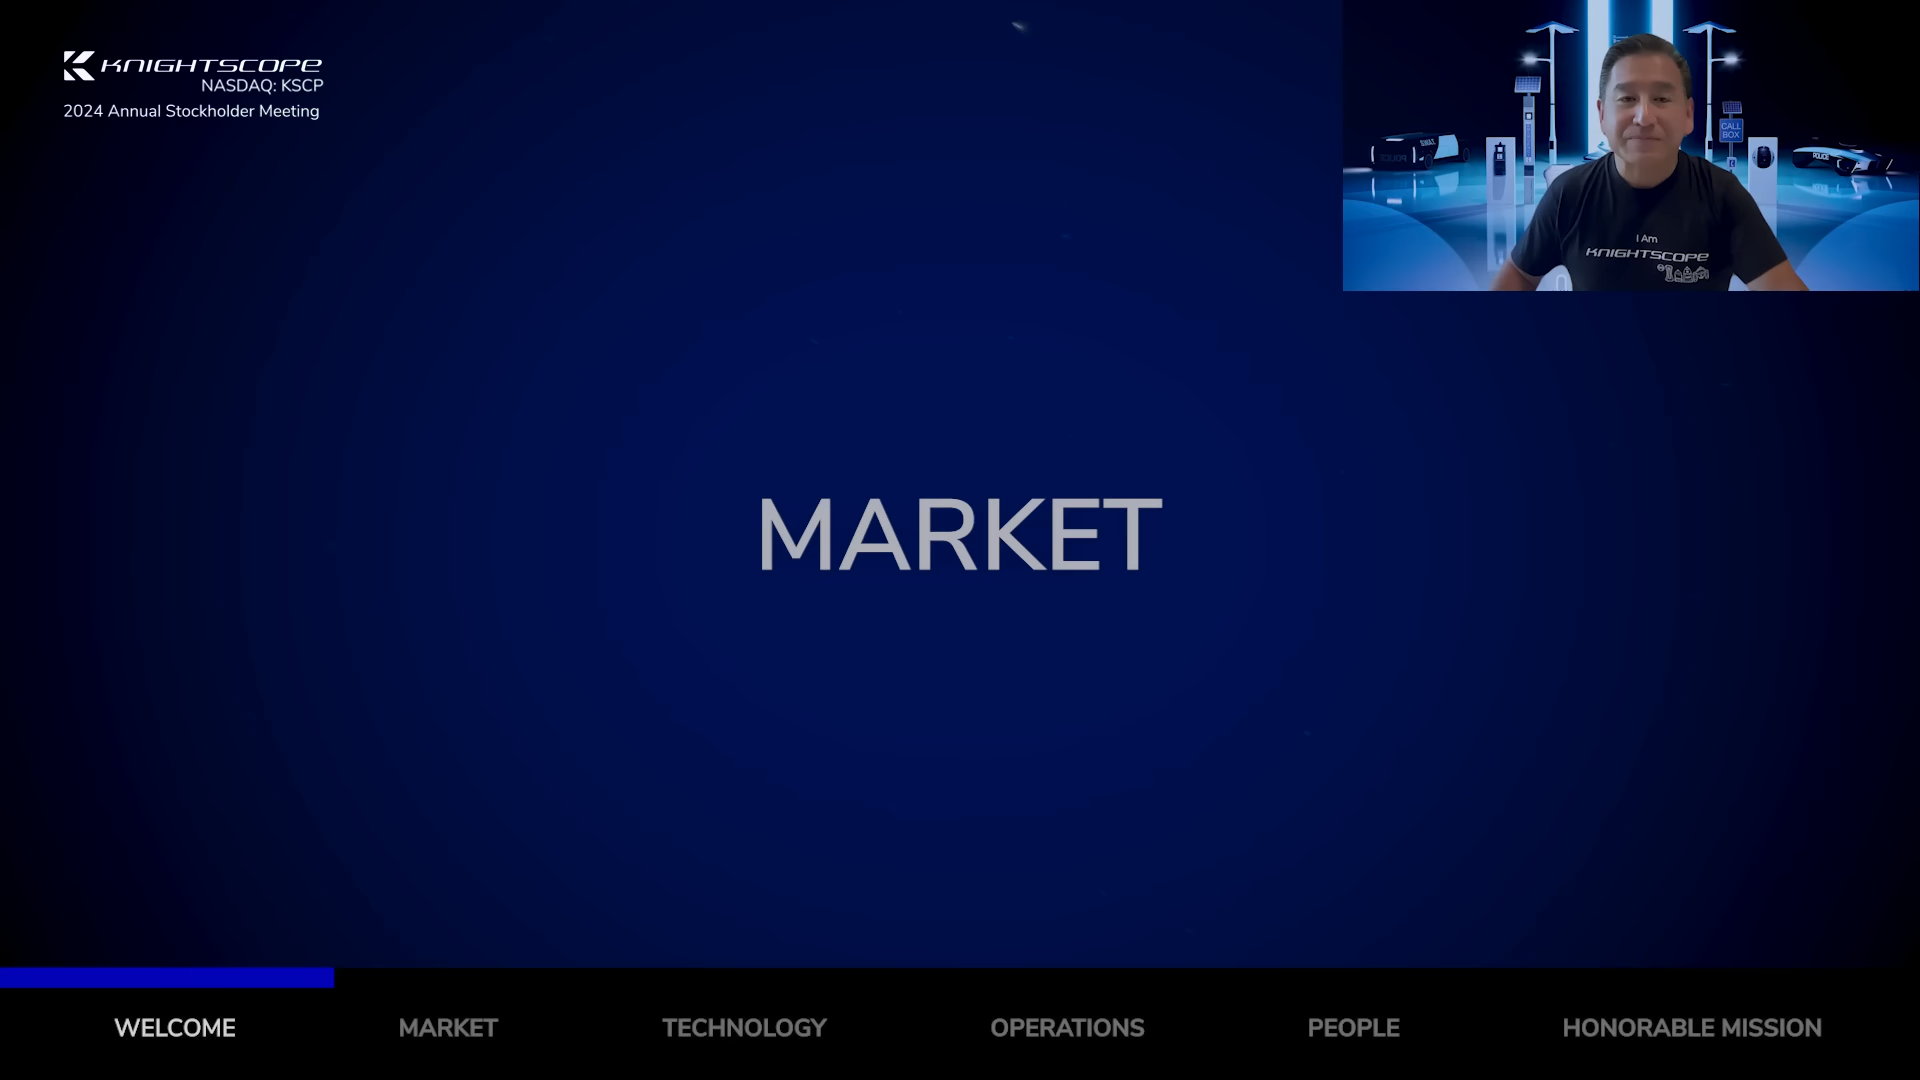 KNIGHTSCOPE
NASDAQ: KSCP
2024 Annual Stockholder Meeting
CALL
BOX
POLICE
I Am
KNIGHTSCOPE
MARKET
WELCOME
MARKET
TECHNOLOGY
OPERATIONS
PEOPLE
HONORABLE MISSION